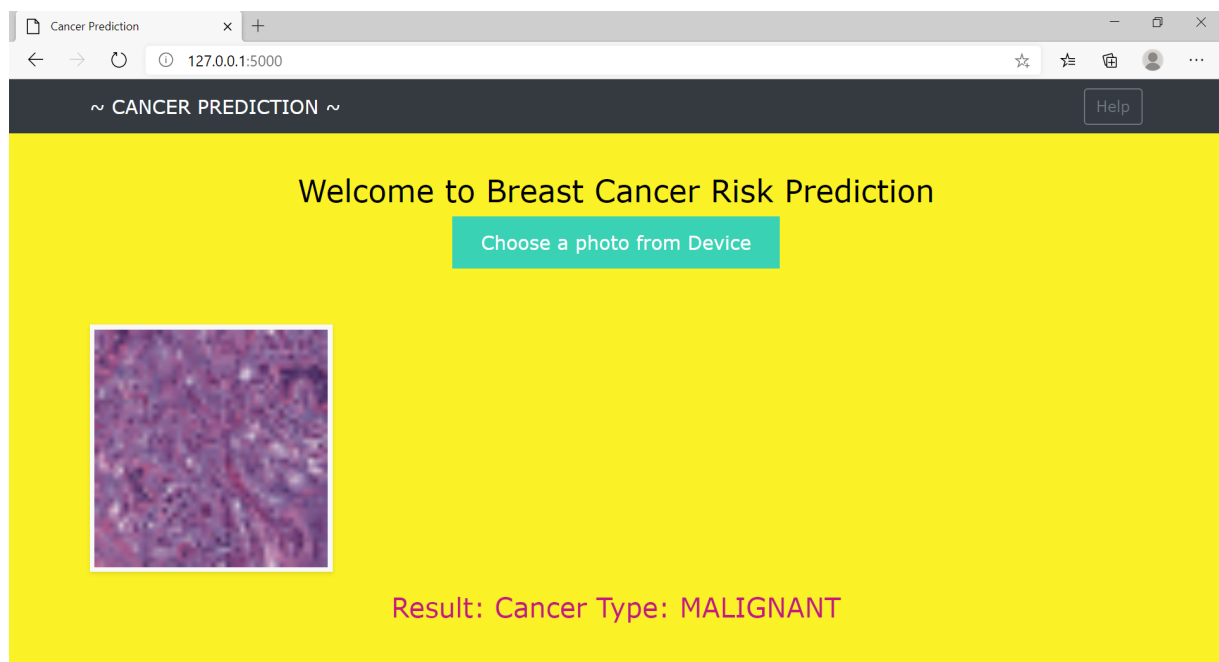 Cancer Prediction
127.0.0.1:5000
~ CANCER PREDICTION ~ Help
Welcome to Breast Cancer Risk Prediction
Choose a photo from Device
Result: Cancer Type: MALIGNANT